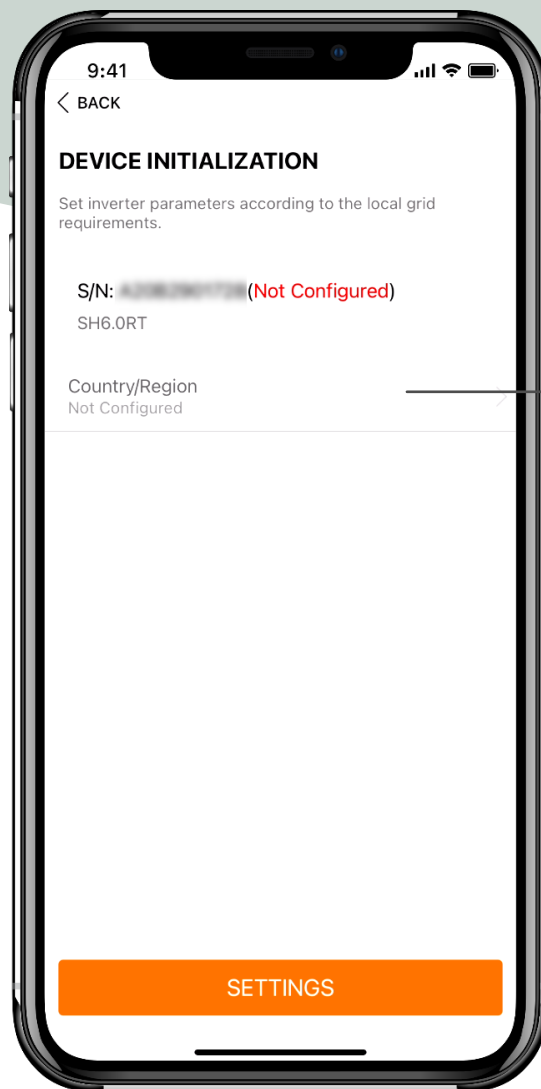 9:41
BACK
DEVICE INITIALIZATION
Set inverter parameters according to the local grid
requirements.
S/N: (Not Configured)
SH6.0RT
Country/Region
Not Configured
SETTINGS